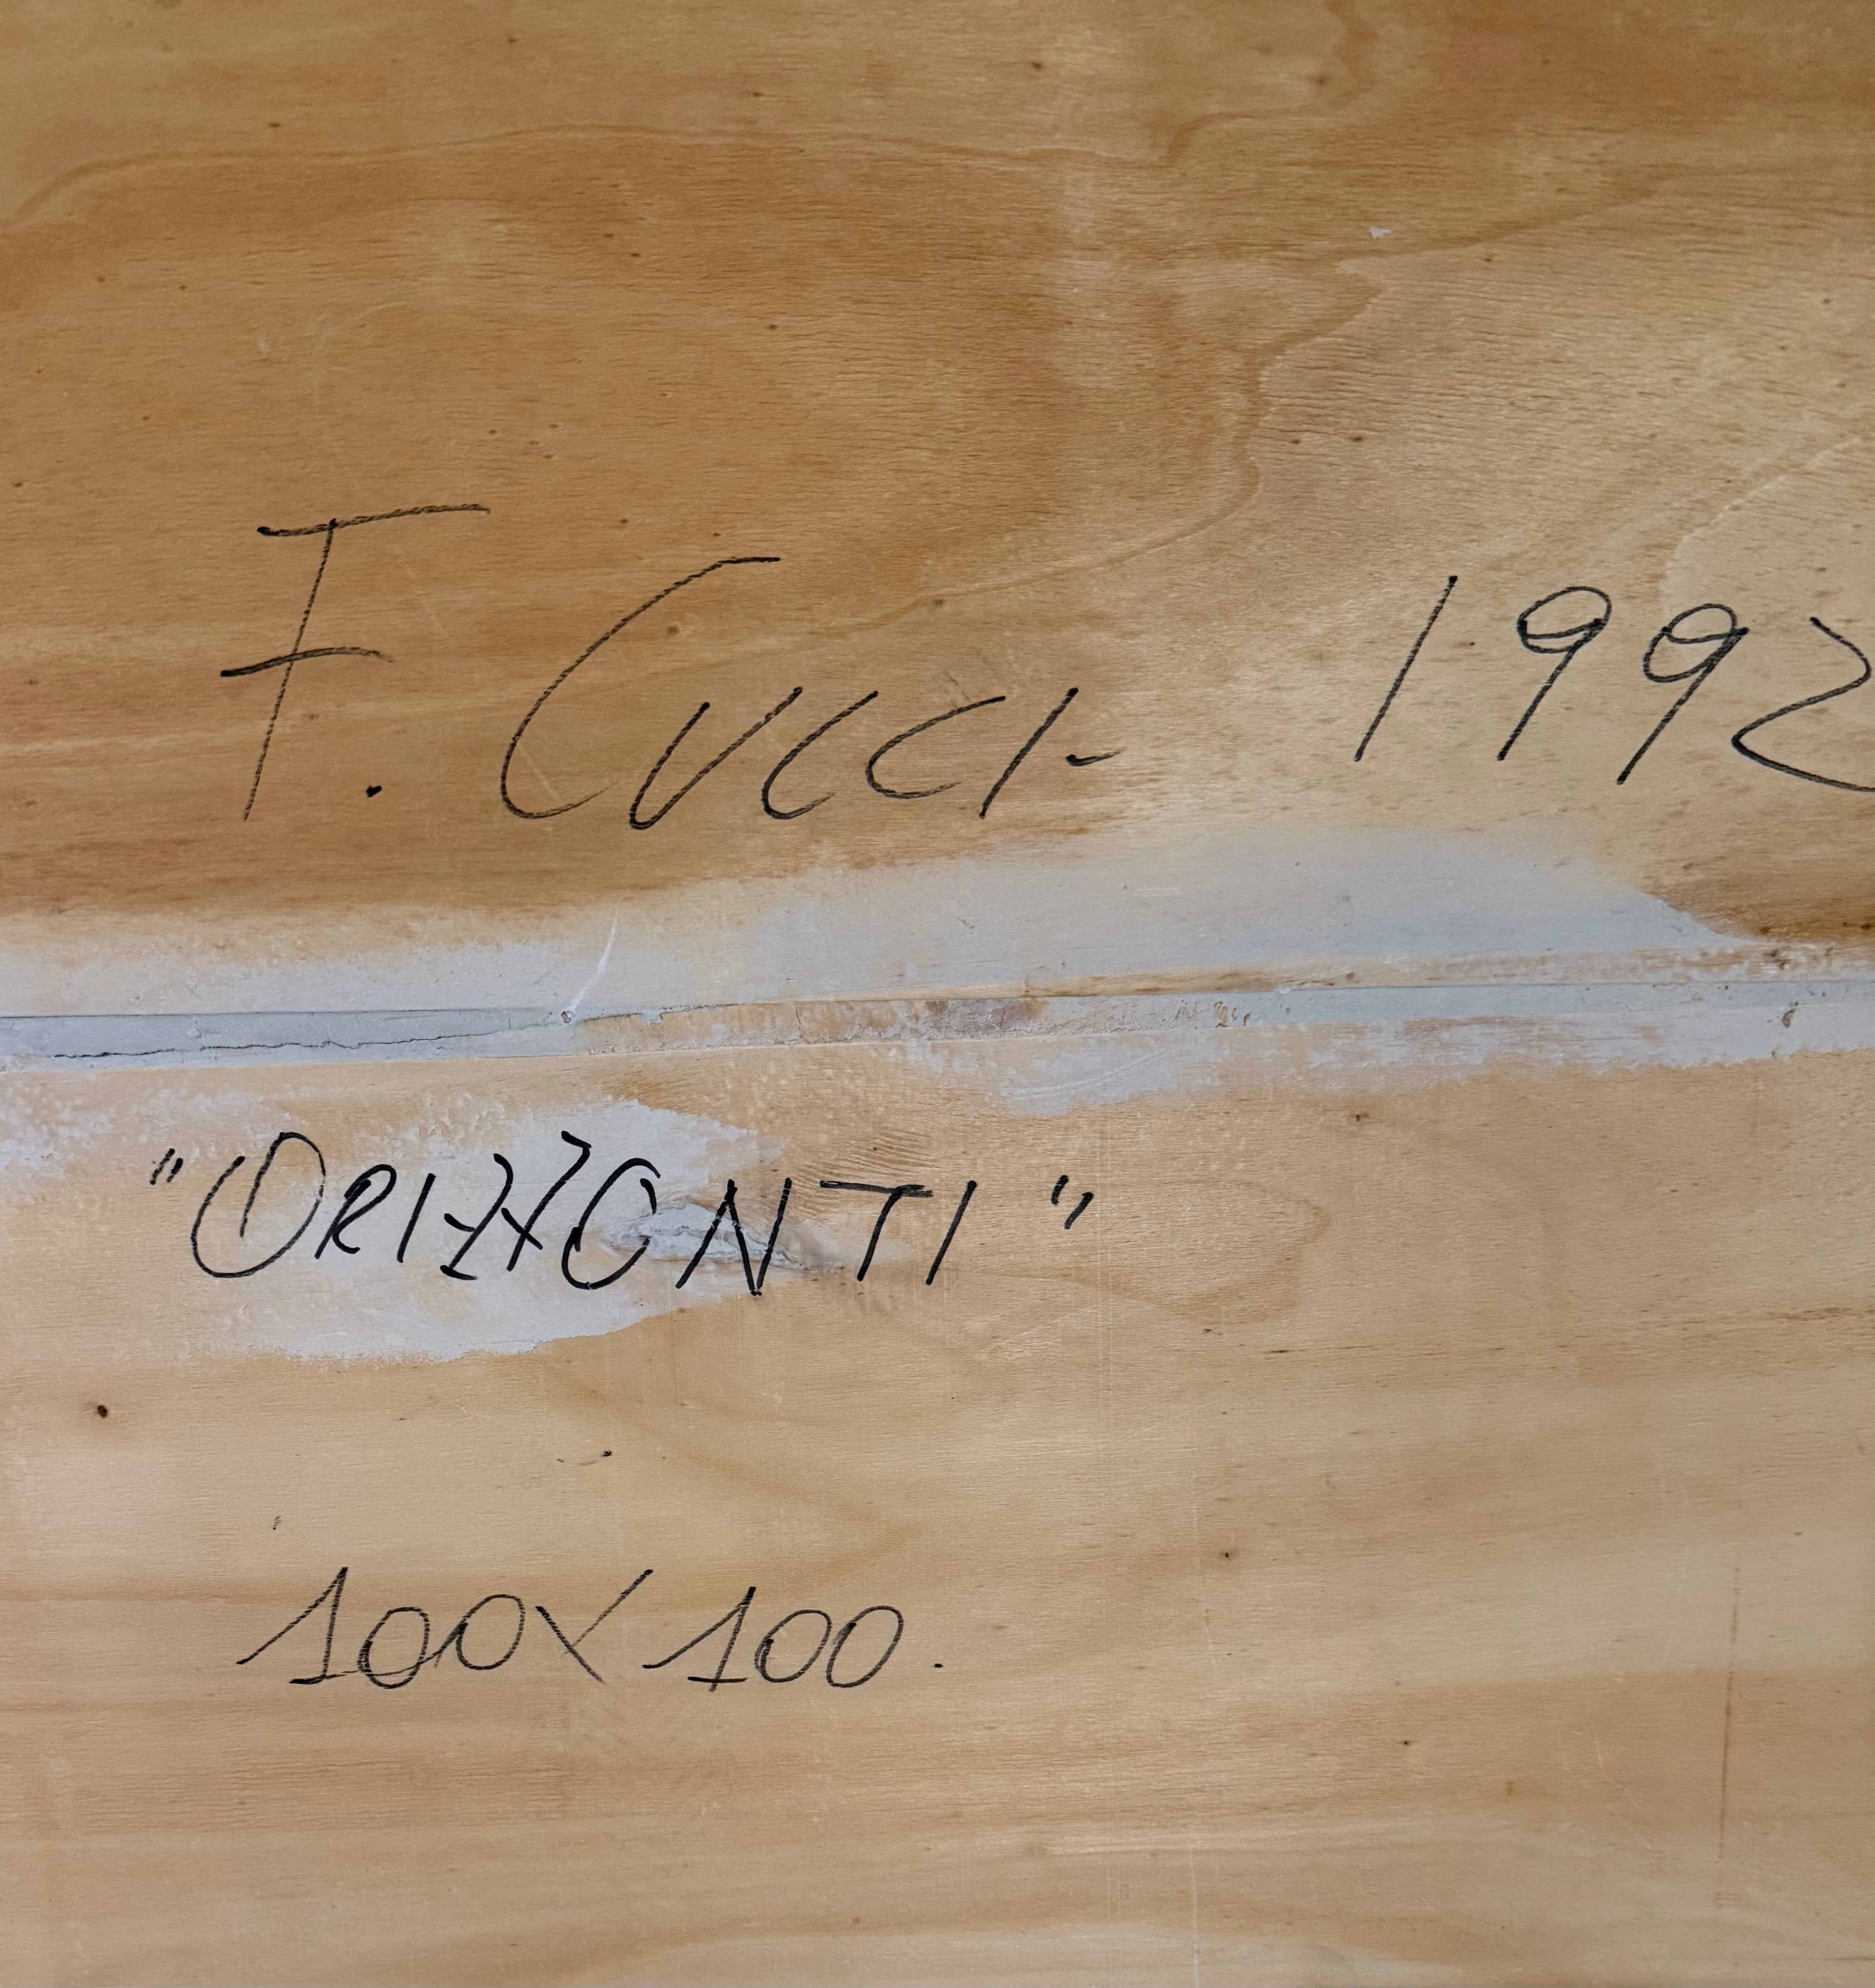 F. Cucci- 1992
"ORIZZONTI"
100X100.